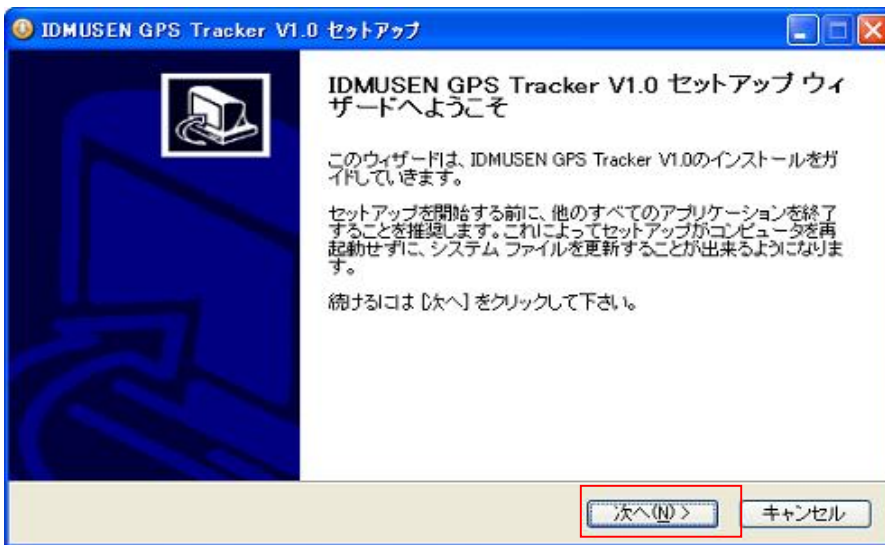 IDMUSEN GPS Tracker V1.0 セットアップ
IDMUSEN GPS Tracker V1.0 セットアップ ウィ
ザードへようこそ
このウィザードは、IDMUSEN GPS Tracker V1.0のインストールをガ
イドしていきます。
セットアップを開始する前に、他のすべてのアプリケーションを終了
することを推奨します。これによってセットアップがコンピュータを再
起動せずに、システム ファイルを更新することが出来るようになりま
す。
続けるには [次へ] をクリックして下さい。
次へ(N) >
キャンセル